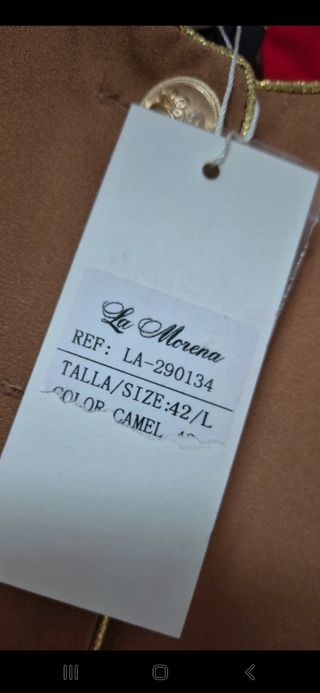 La Morena
REF: LA-290134
TALLA/SIZE:42/L
COLOR CAMEL